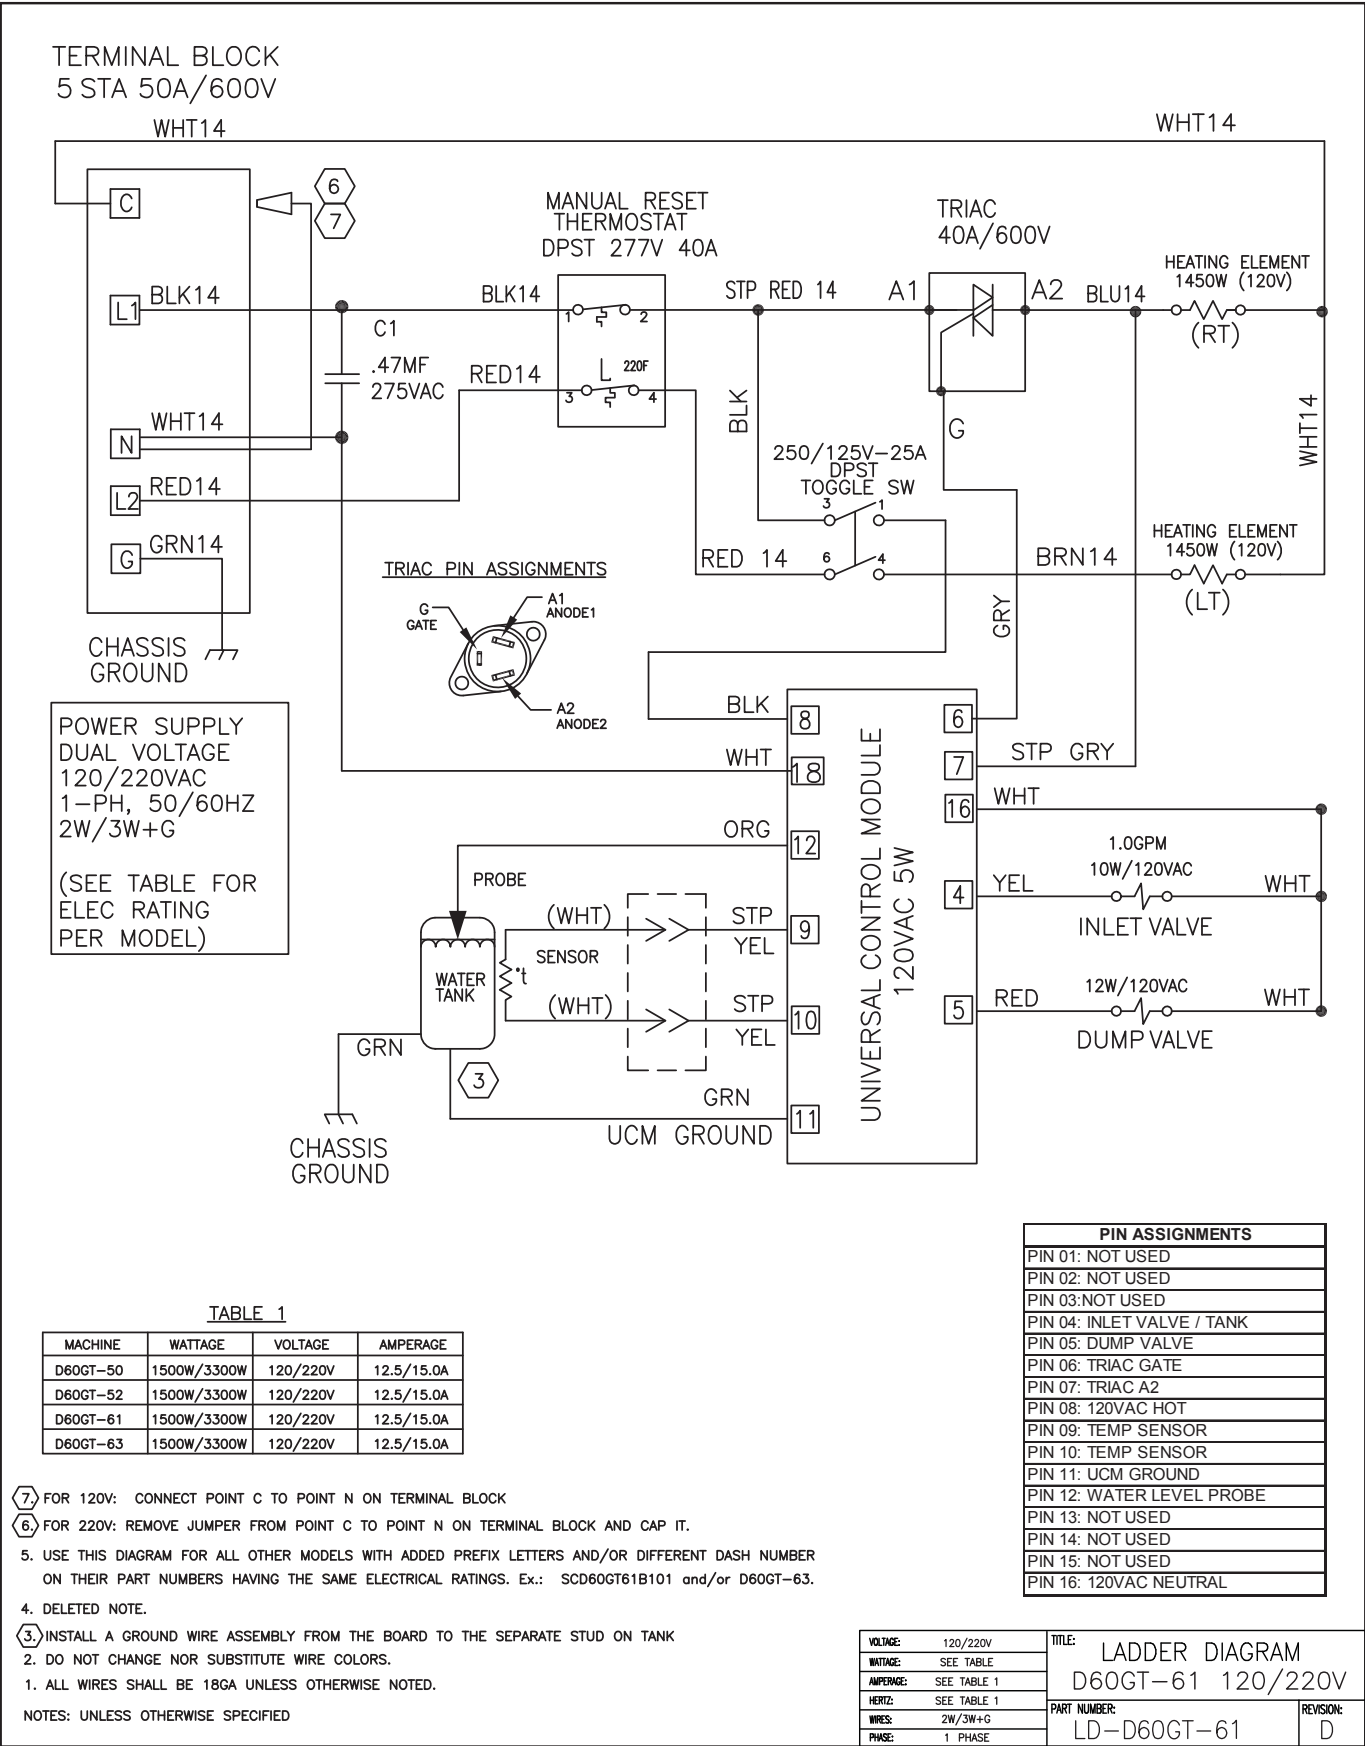 TERMINAL BLOCK
5 STA 50A/600V
WHT14
WHT14
C
6
7
MANUAL RESET
THERMOSTAT
DPST 277V 40A
TRIAC
40A/600V
HEATING ELEMENT
1450W (120V)
L1
BLK14
BLK14
1
2
STP RED 14
A1
A2
BLU14
(RT)
C1
.47MF
275VAC
RED14
L
220F
3
4
BLK
G
WHT14
N
WHT14
250/125V-25A
DPST
TOGGLE SW
3
1
L2
RED14
G
GRN14
RED 14
6
4
BRN14
HEATING ELEMENT
1450W (120V)
(LT)
TRIAC PIN ASSIGNMENTS
G
GATE
A1
ANODE1
A2
ANODE2
GRY
CHASSIS
GROUND
POWER SUPPLY
DUAL VOLTAGE
120/220VAC
1-PH, 50/60HZ
2W/3W+G
(SEE TABLE FOR
ELEC RATING
PER MODEL)
BLK
8
6
WHT
18
7
STP GRY
16
WHT
ORG
12
UNIVERSAL CONTROL MODULE
120VAC 5W
1.0GPM
10W/120VAC
4
YEL
WHT
INLET VALVE
PROBE
(WHT)
STP
9
YEL
SENSOR
WATER
TANK
°t
(WHT)
STP
10
YEL
12W/120VAC
5
RED
WHT
DUMP VALVE
GRN
3
GRN
11
UCM GROUND
CHASSIS
GROUND
PIN ASSIGNMENTS
PIN 01: NOT USED
PIN 02: NOT USED
PIN 03:NOT USED
PIN 04: INLET VALVE / TANK
PIN 05: DUMP VALVE
PIN 06: TRIAC GATE
PIN 07: TRIAC A2
PIN 08: 120VAC HOT
PIN 09: TEMP SENSOR
PIN 10: TEMP SENSOR
PIN 11: UCM GROUND
PIN 12: WATER LEVEL PROBE
PIN 13: NOT USED
PIN 14: NOT USED
PIN 15: NOT USED
PIN 16: 120VAC NEUTRAL
TABLE 1
MACHINE WATTAGE VOLTAGE AMPERAGE
D60GT-50 1500W/3300W 120/220V 12.5/15.0A
D60GT-52 1500W/3300W 120/220V 12.5/15.0A
D60GT-61 1500W/3300W 120/220V 12.5/15.0A
D60GT-63 1500W/3300W 120/220V 12.5/15.0A
7. FOR 120V: CONNECT POINT C TO POINT N ON TERMINAL BLOCK
6. FOR 220V: REMOVE JUMPER FROM POINT C TO POINT N ON TERMINAL BLOCK AND CAP IT.
5. USE THIS DIAGRAM FOR ALL OTHER MODELS WITH ADDED PREFIX LETTERS AND/OR DIFFERENT DASH NUMBER
ON THEIR PART NUMBERS HAVING THE SAME ELECTRICAL RATINGS. Ex.: SCD60GT61B101 and/or D60GT-63.
4. DELETED NOTE.
3. INSTALL A GROUND WIRE ASSEMBLY FROM THE BOARD TO THE SEPARATE STUD ON TANK
2. DO NOT CHANGE NOR SUBSTITUTE WIRE COLORS.
1. ALL WIRES SHALL BE 18GA UNLESS OTHERWISE NOTED.
NOTES: UNLESS OTHERWISE SPECIFIED
VOLTAGE: 120/220V
WATTAGE: SEE TABLE
AMPERAGE: SEE TABLE 1
HERTZ: SEE TABLE 1
WIRES: 2W/3W+G
PHASE: 1 PHASE
TITLE:
LADDER DIAGRAM
D60GT-61 120/220V
PART NUMBER:
LD-D60GT-61
REVISION:
D